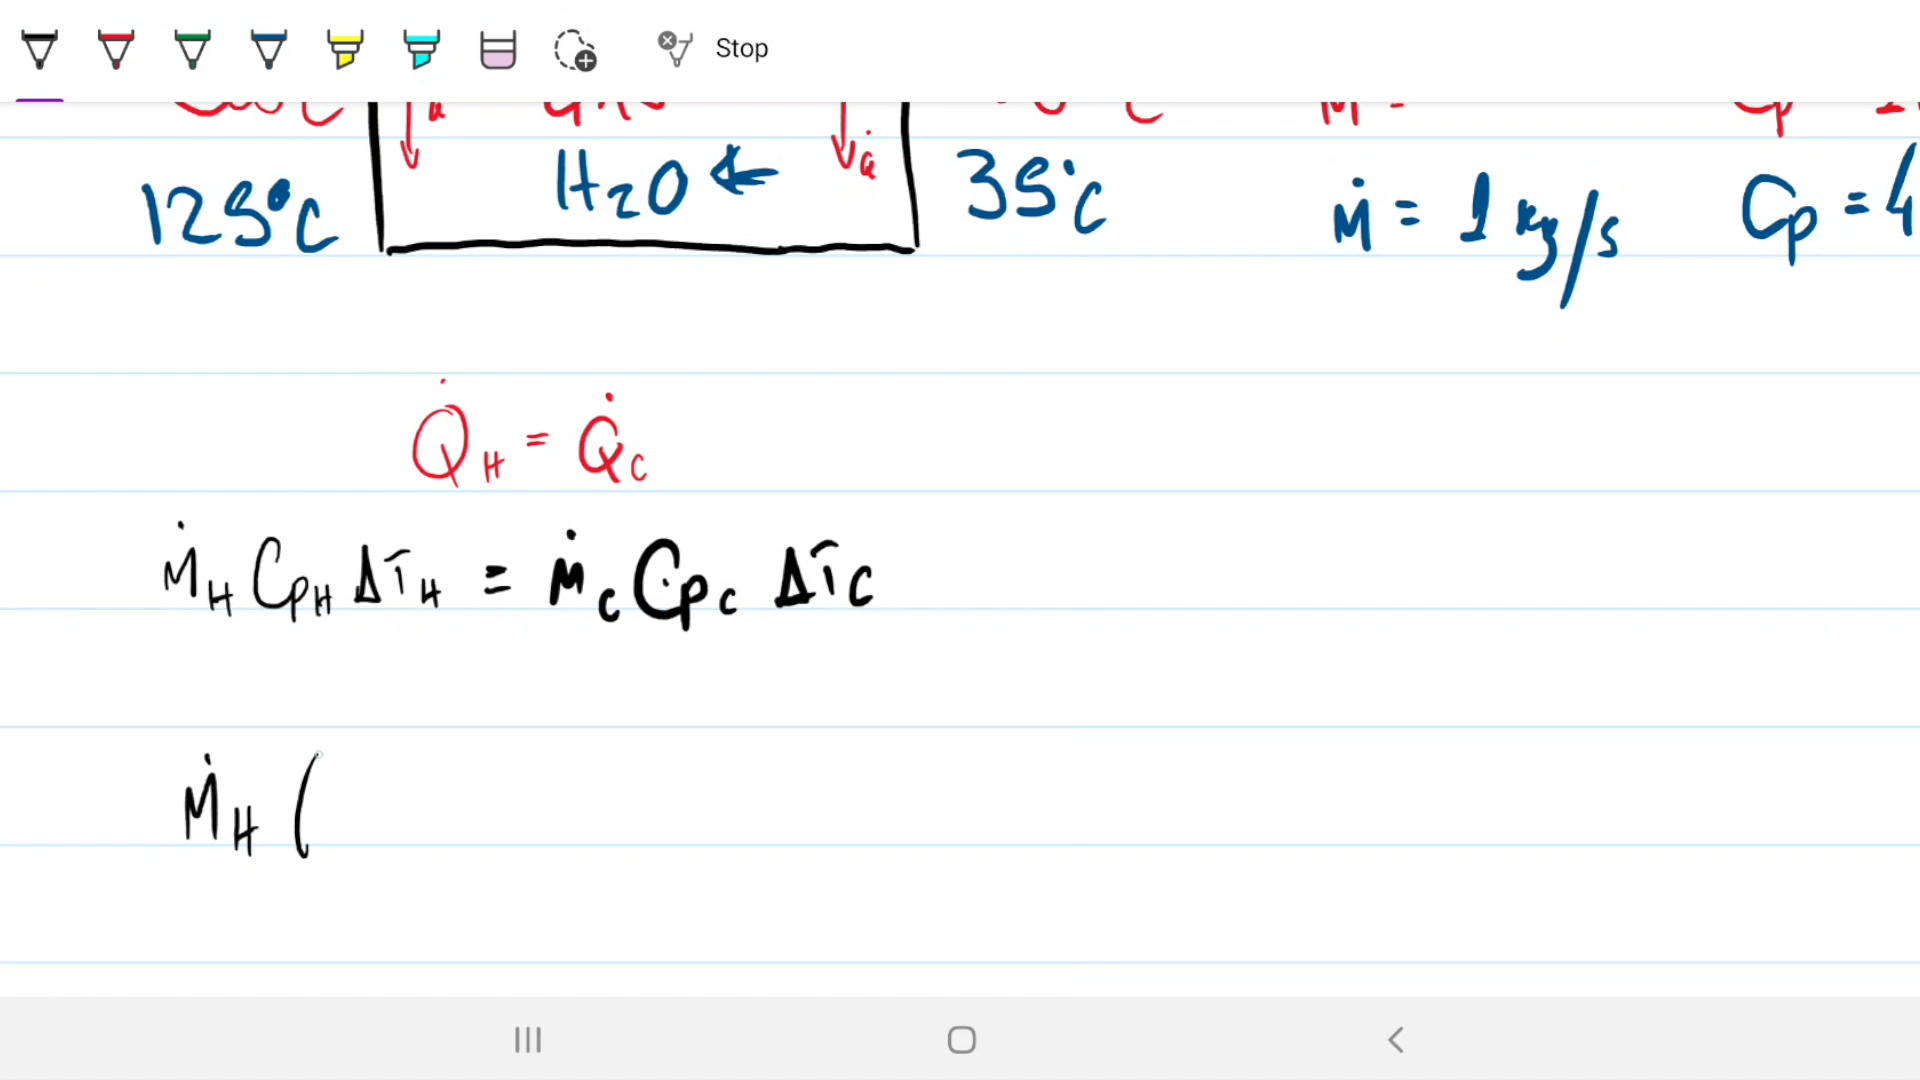 Stop
H₂O ← 35°C
125°C
ṁ = 1 kg/s Cp = 4
Q̇H = Q̇C
ṁH CpH ΔTH = ṁC CpC ΔTC
ṁH (